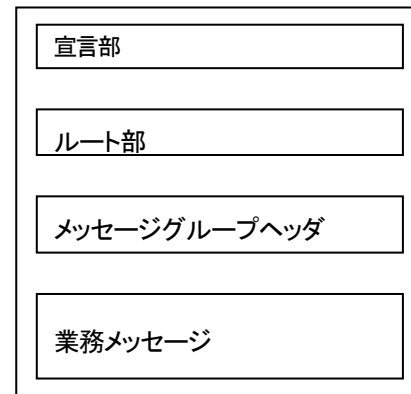 宣言部
ルート部
メッセージグループヘッダ
業務メッセージ